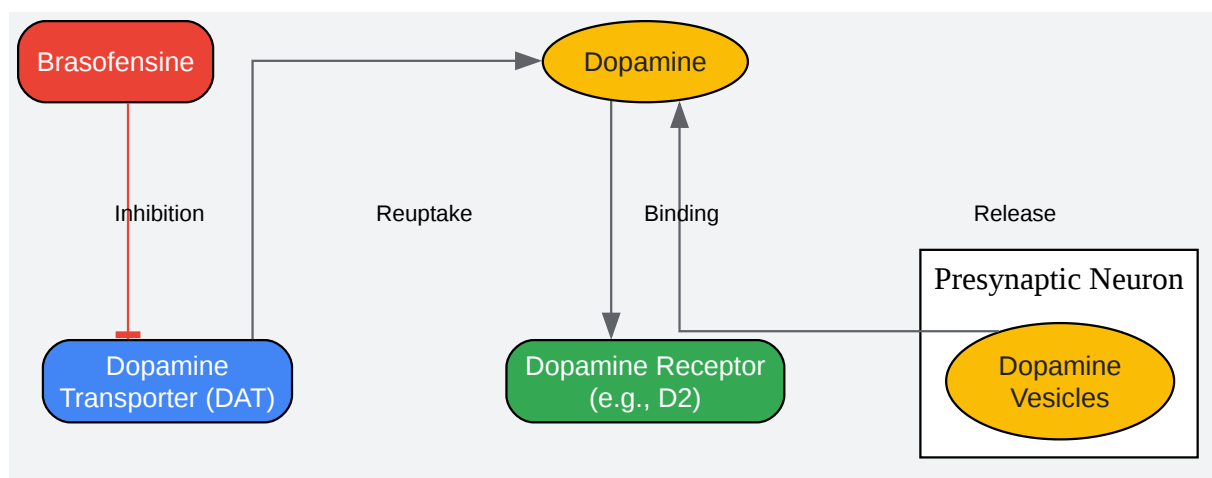 Brasofensine
Dopamine
Inhibition
Reuptake
Binding
Release
Presynaptic Neuron
Dopamine
Transporter (DAT)
Dopamine Receptor
(e.g., D2)
Dopamine
Vesicles